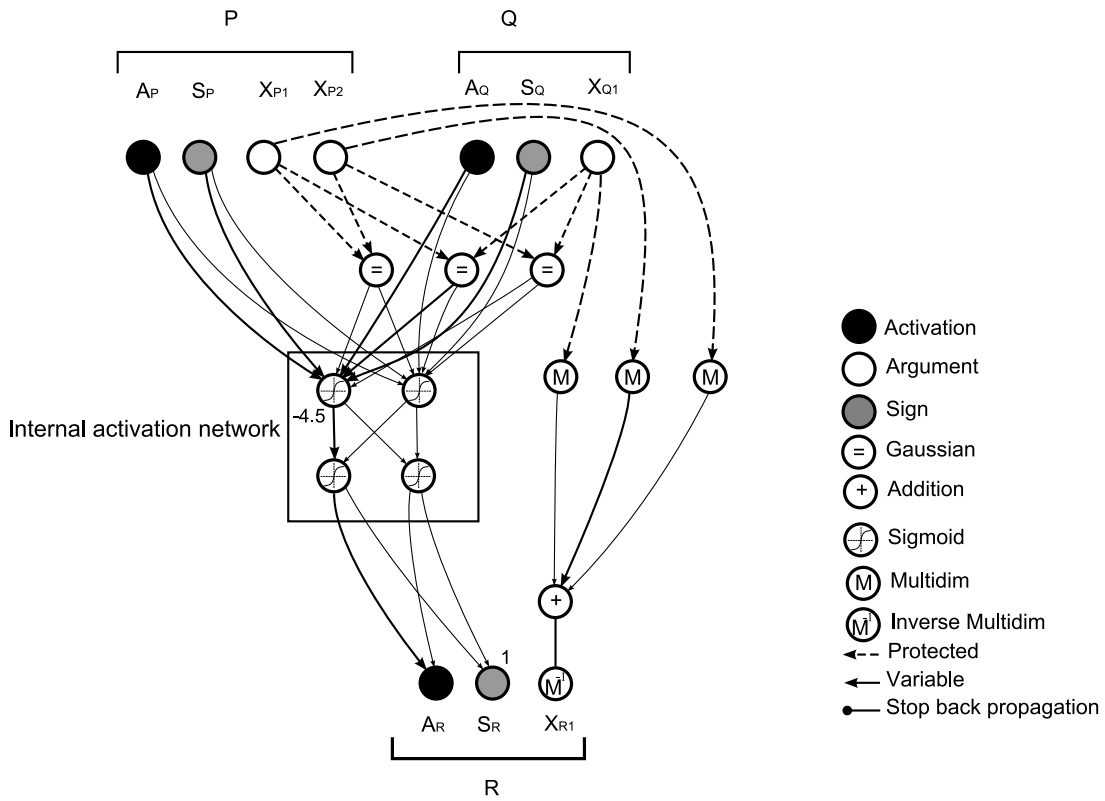 P
Q
AP SP XP1 XP2 AQ SQ XQ1
= = =
M M M
-4.5
Internal activation network
+
1
M-1
AR SR XR1
R
Activation
Argument
Sign
= Gaussian
+ Addition
Sigmoid
M Multidim
M-1 Inverse Multidim
Protected
Variable
Stop back propagation